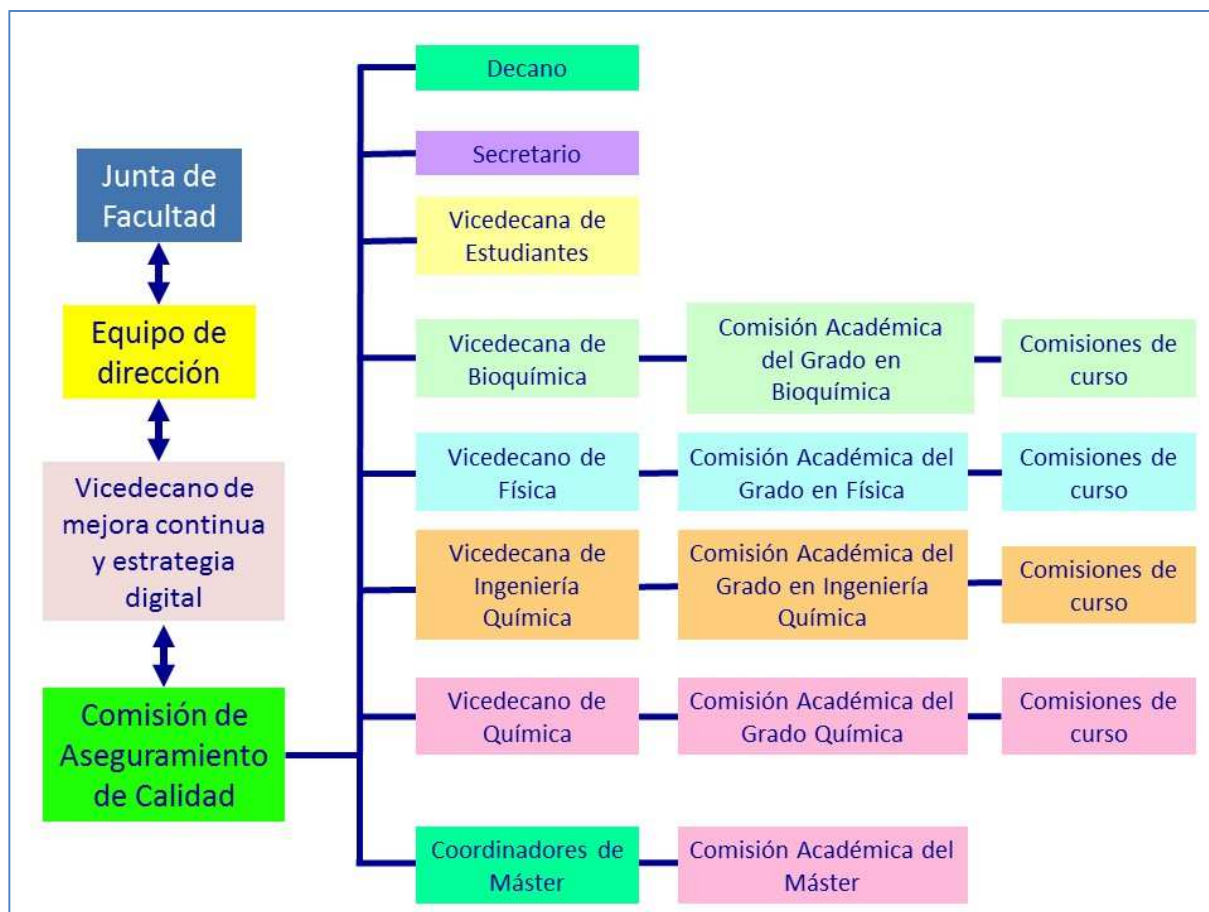 Junta de
Facultad
Equipo de
dirección
Vicedecano de
mejora continua
y estrategia
digital
Comisión de
Aseguramiento
de Calidad
Decano
Secretario
Vicedecana de
Estudiantes
Vicedecana de
Bioquímica
Comisión Académica
del Grado en
Bioquímica
Comisiones de
curso
Vicedecano de
Física
Comisión Académica del
Grado en Física
Comisiones de
curso
Vicedecana de
Ingeniería
Química
Comisión Académica del
Grado en Ingeniería
Química
Comisiones de
curso
Vicedecano de
Química
Comisión Académica del
Grado Química
Comisiones de
curso
Coordinadores de
Máster
Comisión Académica del
Máster